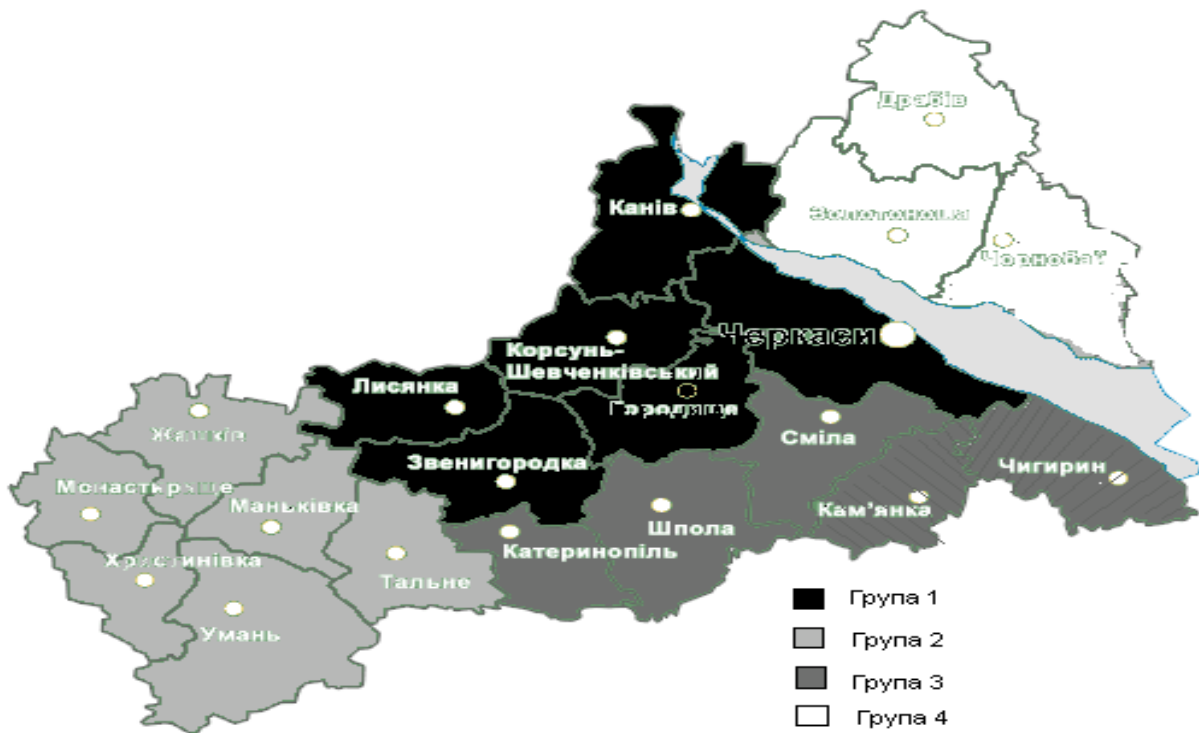 Драбів
Канів
Золотоноша
Чорнобаї
Черкаси
Корсунь-
Шевченківський
Лисянка
Городище
Жашків
Сміла
Звенигородка
Чигирин
Монастирище
Маньківка
Кам'янка
Шпола
Катеринопіль
Христинівка
Тальне
Умань
Група 1
Група 2
Група 3
Група 4